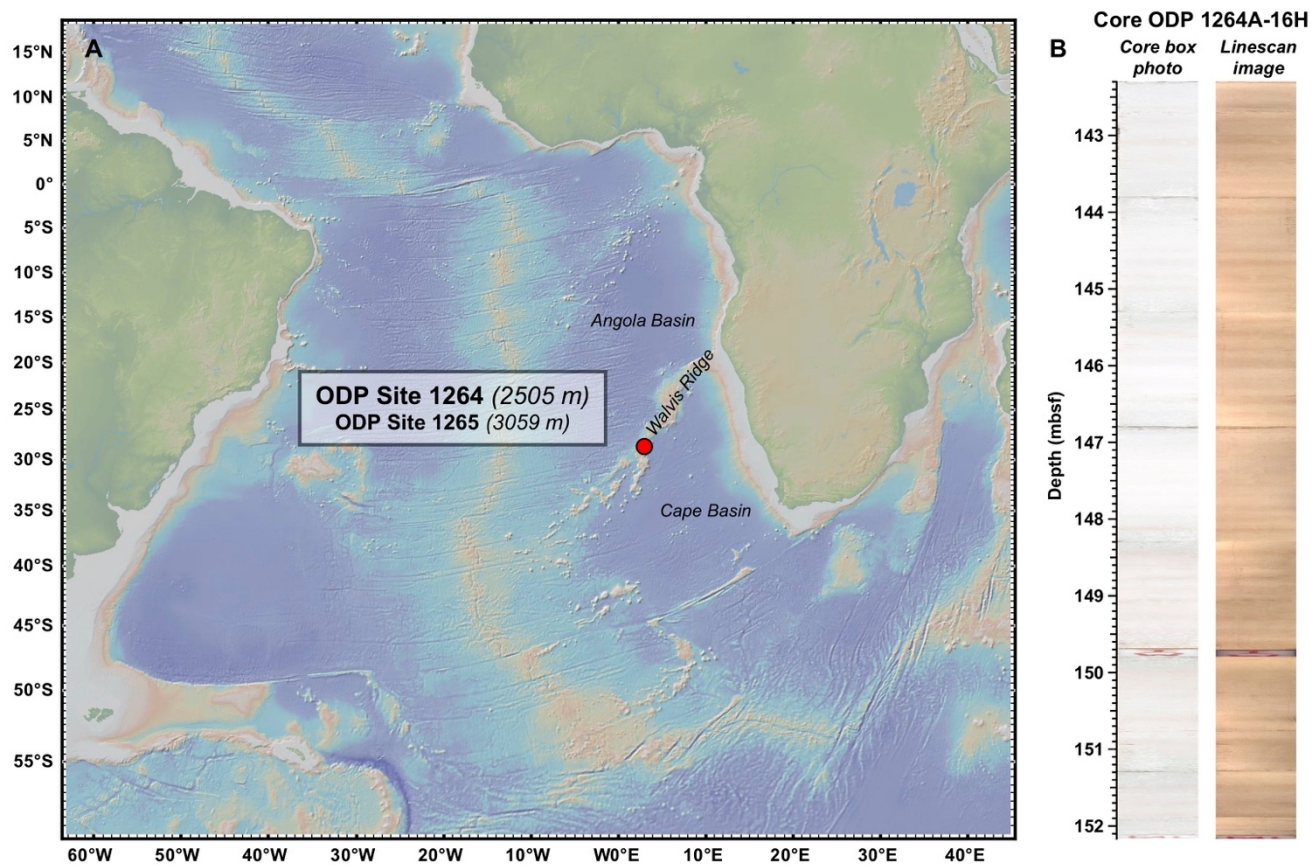 A
15°N
10°N
5°N
0°
5°S
10°S
15°S
20°S
25°S
30°S
35°S
40°S
45°S
50°S
55°S
60°W
50°W
40°W
30°W
20°W
10°W
W0°E
10°E
20°E
30°E
40°E
Angola Basin
Walvis Ridge
Cape Basin
ODP Site 1264 (2505 m)
ODP Site 1265 (3059 m)
Core ODP 1264A-16H
B
Core box
photo
Linescan
image
Depth (mbsf)
143
144
145
146
147
148
149
150
151
152